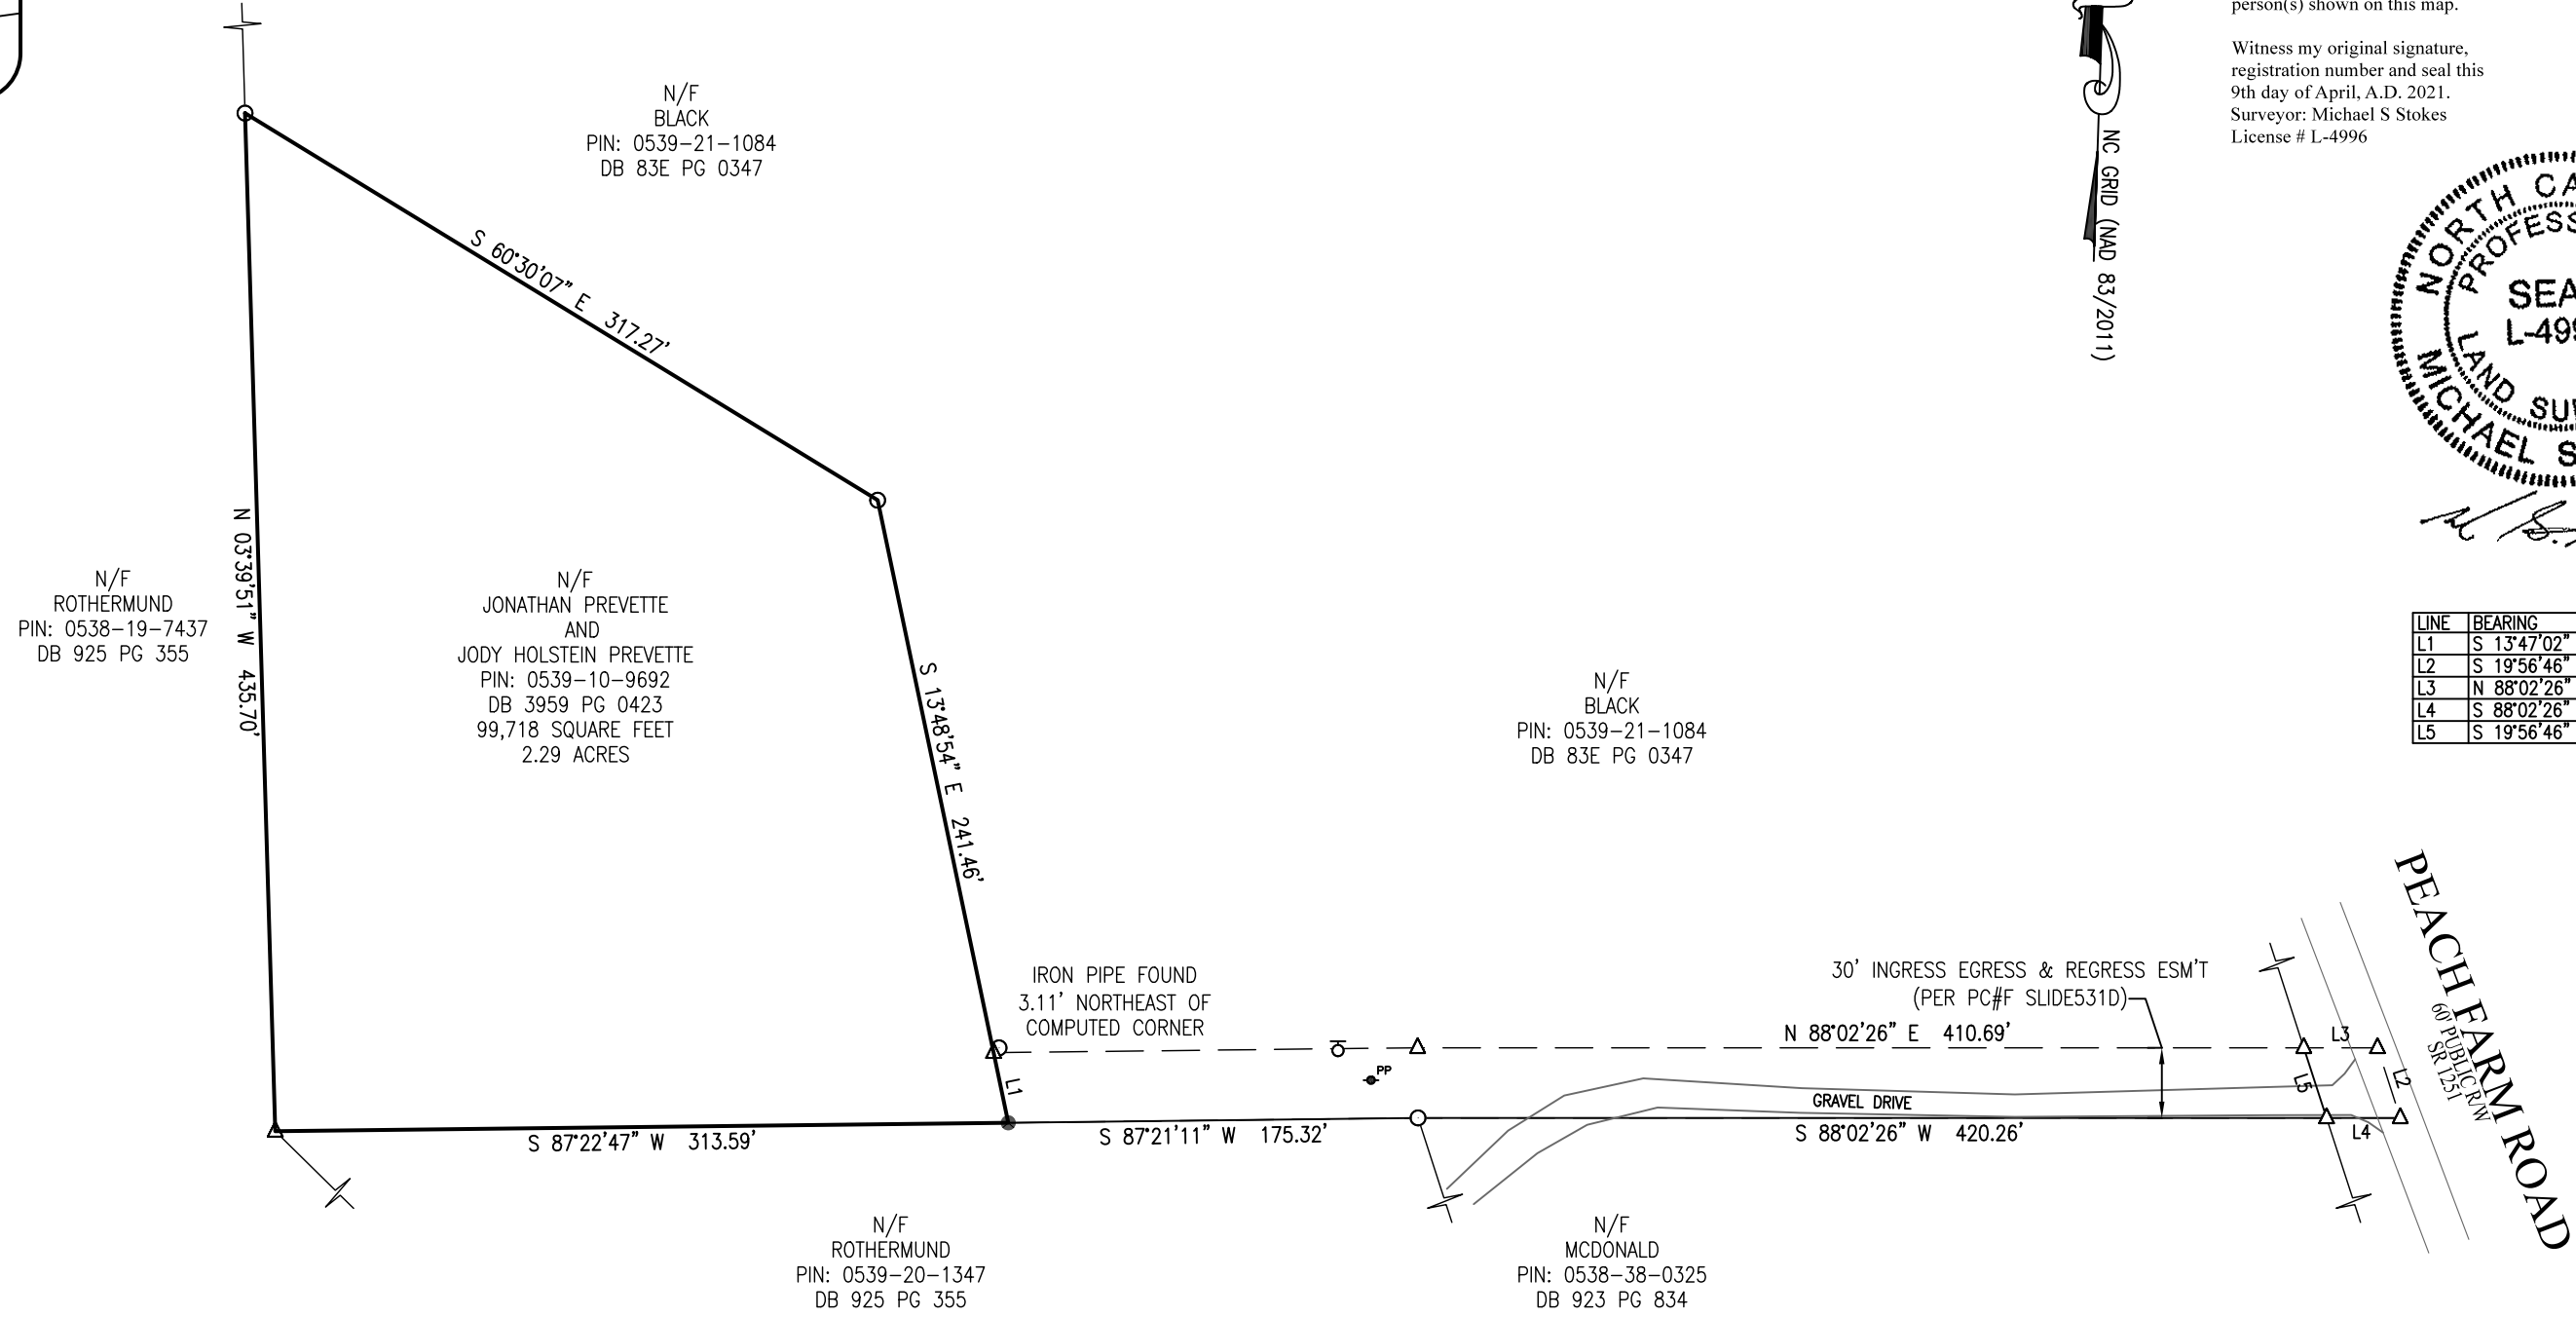 person(s) shown on this map.
Witness my original signature,
registration number and seal this
9th day of April, A.D. 2021.
Surveyor: Michael S Stokes
License # L-4996
N/F
BLACK
PIN: 0539-21-1084
DB 83E PG 0347
NC GRID (NAD 83/2011)
NORTH CA
PROFESS
SEA
L-499
LAND SU
MICHAEL S
S 60°30'07" E 317.27'
N 03°39'51" W 435.70'
N/F
ROTHERMUND
PIN: 0538-19-7437
DB 925 PG 355
N/F
JONATHAN PREVETTE
AND
JODY HOLSTEIN PREVETTE
PIN: 0539-10-9692
DB 3959 PG 0423
99,718 SQUARE FEET
2.29 ACRES
S 13°48'54" E 241.46'
N/F
BLACK
PIN: 0539-21-1084
DB 83E PG 0347
LINE BEARING
L1 S 13°47'02"
L2 S 19°56'46"
L3 N 88°02'26"
L4 S 88°02'26"
L5 S 19°56'46"
IRON PIPE FOUND
3.11' NORTHEAST OF
COMPUTED CORNER
30' INGRESS EGRESS & REGRESS ESM'T
(PER PC#F SLIDE531D)
N 88°02'26" E 410.69'
L3
PEACH FARM ROAD
60' PUBLIC R/W
SR 1251
L1
PP
L5
L2
GRAVEL DRIVE
S 87°22'47" W 313.59'
S 87°21'11" W 175.32'
S 88°02'26" W 420.26'
L4
N/F
ROTHERMUND
PIN: 0539-20-1347
DB 925 PG 355
N/F
MCDONALD
PIN: 0538-38-0325
DB 923 PG 834